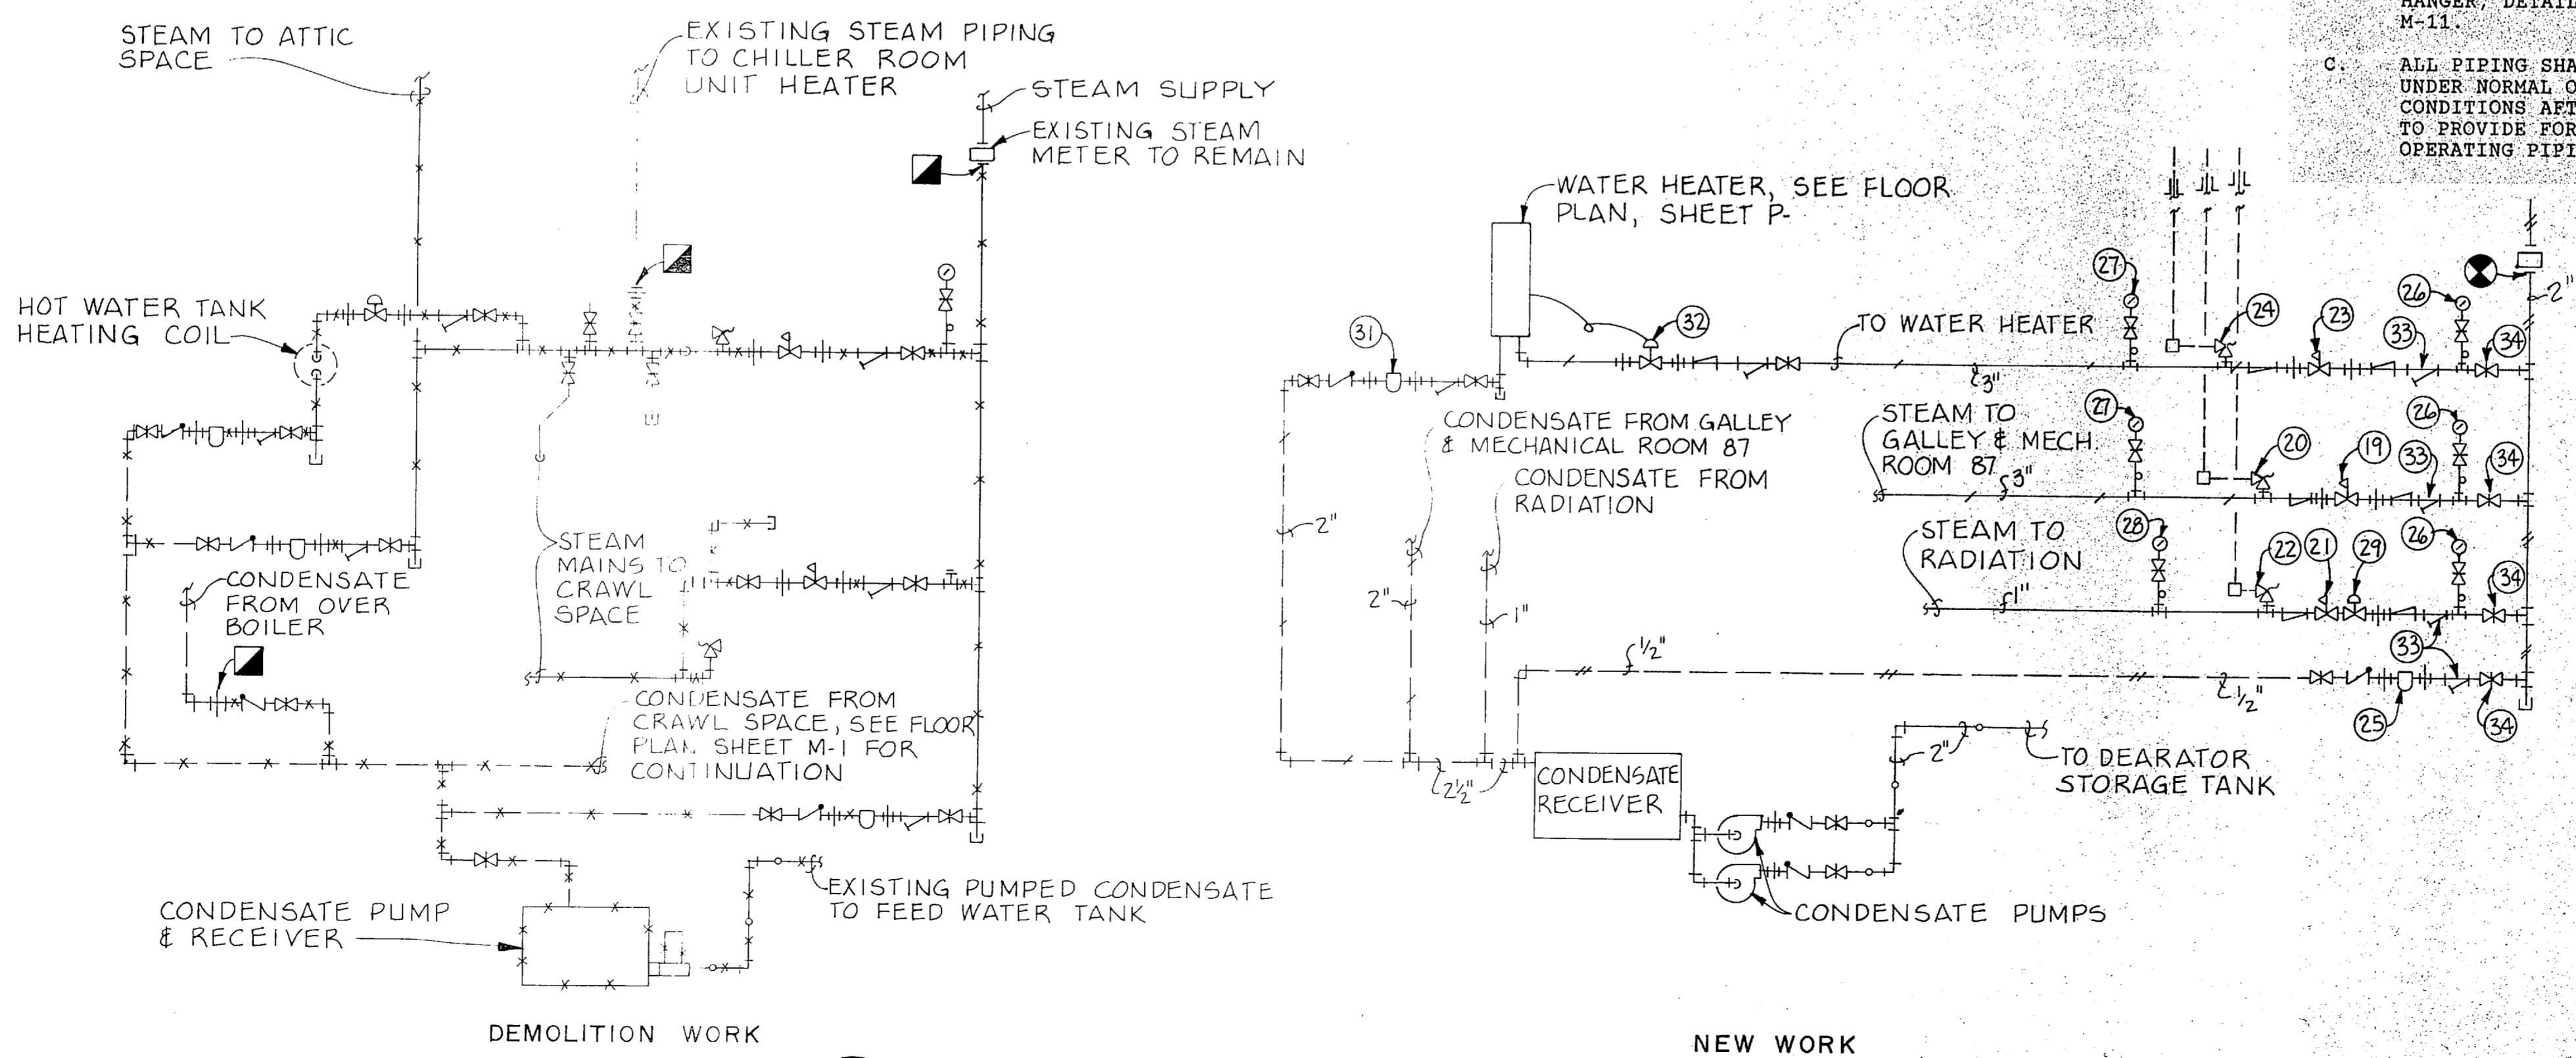 STEAM TO ATTIC
SPACE
EXISTING STEAM PIPING
TO CHILLER ROOM
UNIT HEATER
STEAM SUPPLY
EXISTING STEAM
METER TO REMAIN
HOT WATER TANK
HEATING COIL
STEAM
MAINS TO
CRAWL
SPACE
CONDENSATE
FROM OVER
BOILER
CONDENSATE FROM
CRAWL SPACE, SEE FLOOR
PLAN SHEET M-1 FOR
CONTINUATION
CONDENSATE PUMP
& RECEIVER
EXISTING PUMPED CONDENSATE
TO FEED WATER TANK
DEMOLITION WORK
HANGER, DETAIL
M-11.
C. ALL PIPING SHA
UNDER NORMAL O
CONDITIONS AFT
TO PROVIDE FOR
OPERATING PIPI
WATER HEATER, SEE FLOOR
PLAN, SHEET P-
31
32
TO WATER HEATER
27
24
23
26
33
34
2"
3"
CONDENSATE FROM GALLEY
& MECHANICAL ROOM 87
CONDENSATE FROM
RADIATION
STEAM TO
GALLEY & MECH.
ROOM 87
3"
27
20
19
33
26
34
STEAM TO
RADIATION
1"
28
22
21
29
26
34
33
2"
2"
1"
1/2"
1/2"
25
34
2 1/2"
CONDENSATE
RECEIVER
2"
TO DEARATOR
STORAGE TANK
CONDENSATE PUMPS
NEW WORK